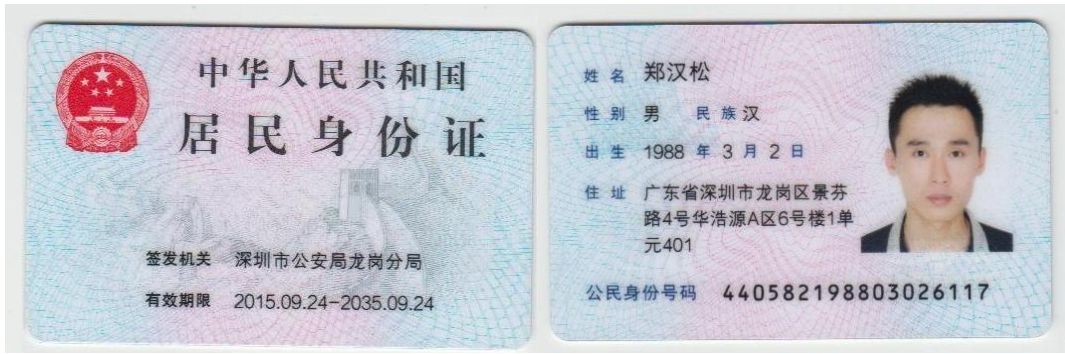 中华人民共和国
居民身份证
签发机关 深圳市公安局龙岗分局
有效期限 2015.09.24-2035.09.24
姓名 郑汉松
性别 男 民族 汉
出生 1988 年 3 月 2 日
住址 广东省深圳市龙岗区景芬
路4号华浩源A区6号楼1单
元401
公民身份号码 440582198803026117